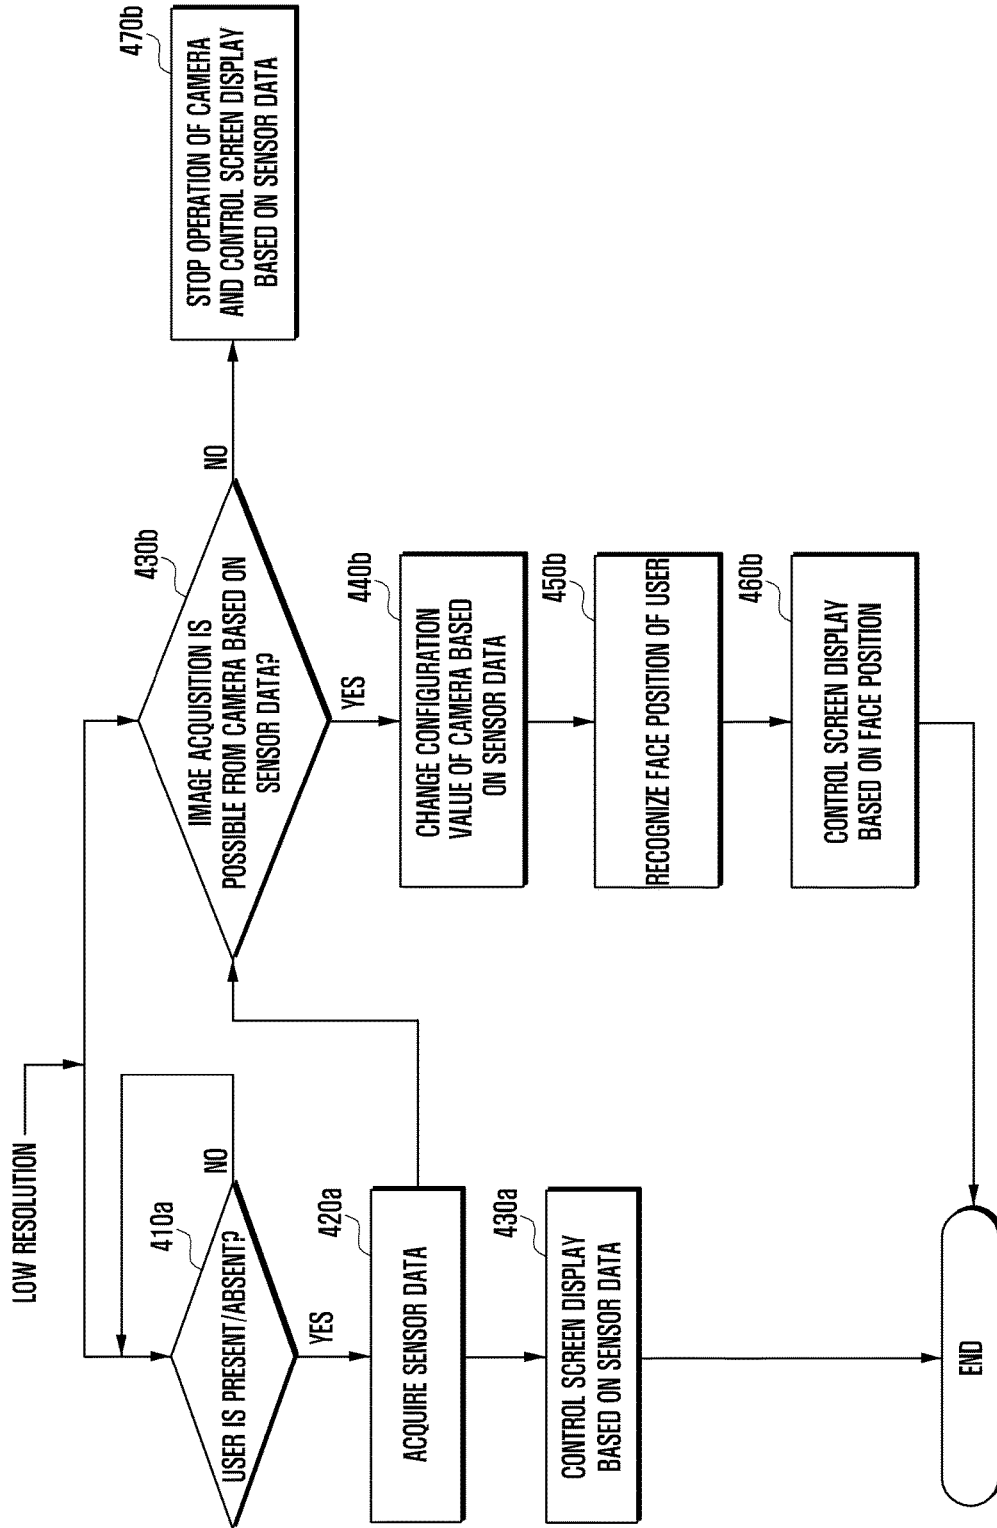 LOW RESOLUTION
410a
USER IS PRESENT/ABSENT?
NO
YES
420a
ACQUIRE SENSOR DATA
430a
CONTROL SCREEN DISPLAY
BASED ON SENSOR DATA
430b
IMAGE ACQUISITION IS
POSSIBLE FROM CAMERA BASED ON
SENSOR DATA?
NO
YES
440b
CHANGE CONFIGURATION
VALUE OF CAMERA BASED
ON SENSOR DATA
450b
RECOGNIZE FACE POSITION OF USER
460b
CONTROL SCREEN DISPLAY
BASED ON FACE POSITION
470b
STOP OPERATION OF CAMERA
AND CONTROL SCREEN DISPLAY
BASED ON SENSOR DATA
END